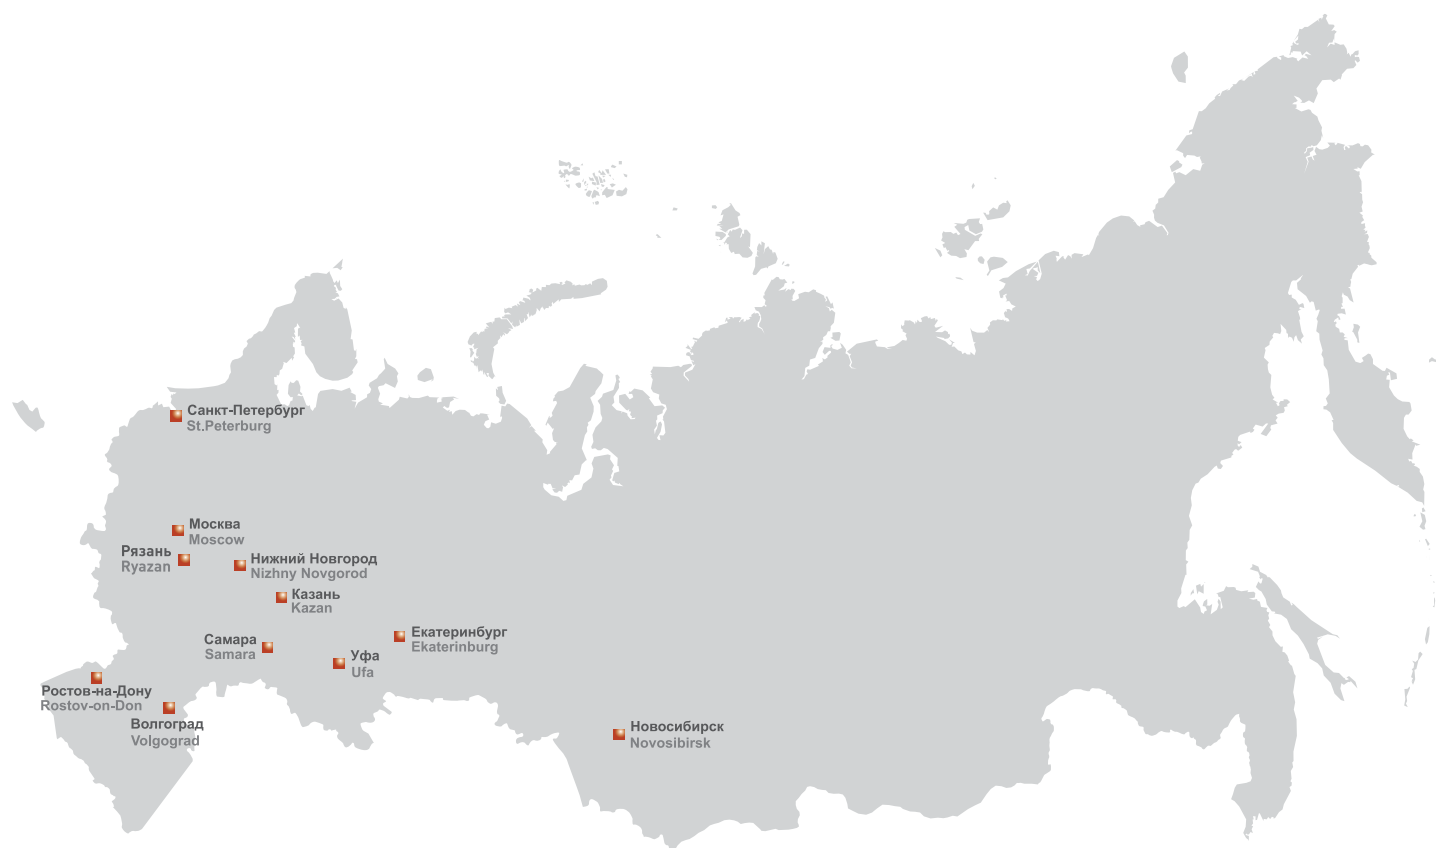 Санкт-Петербург
St.Peterburg
Москва
Moscow
Рязань
Ryazan
Нижний Новгород
Nizhny Novgorod
Казань
Kazan
Екатеринбург
Ekaterinburg
Самара
Samara
Уфа
Ufa
Ростов-на-Дону
Rostov-on-Don
Волгоград
Volgograd
Новосибирск
Novosibirsk